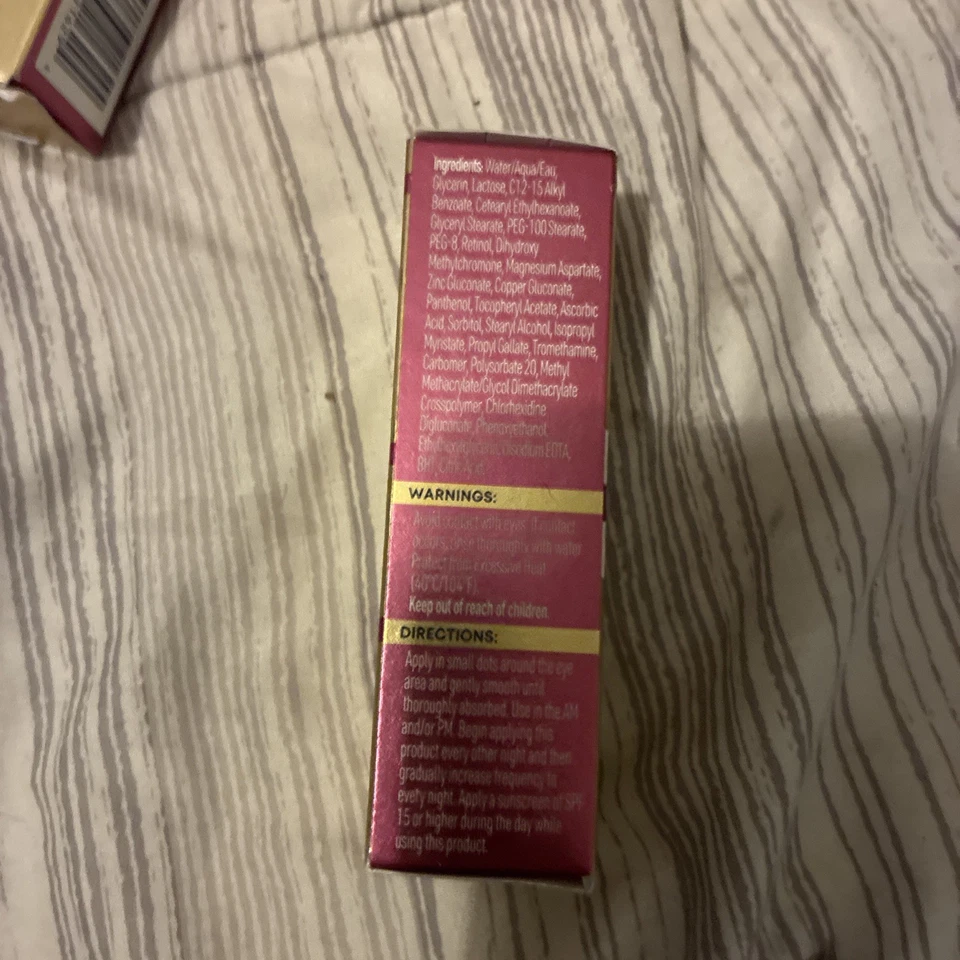 Ingredients: Water/Aqua/Eau,
Glycerin, Lactose, C12-15 Alkyl
Benzoate, Cetearyl Ethylhexanoate,
Glyceryl Stearate, PEG-100 Stearate,
PEG-8, Retinol, Dihydroxy
Methylchromone, Magnesium Aspartate,
Zinc Gluconate, Copper Gluconate,
Panthenol, Tocopheryl Acetate, Ascorbic
Acid, Sorbitol, Stearyl Alcohol, Isopropyl
Myristate, Propyl Gallate, Tromethamine,
Carbomer, Polysorbate 20, Methyl
Methacrylate/Glycol Dimethacrylate
Crosspolymer, Chlorhexidine
Digluconate, Phenoxyethanol,
Ethylhexylglycerin, Disodium EDTA,
BHT, Citric Acid.
WARNINGS:
Avoid contact with eyes. If contact
occurs, rinse thoroughly with water.
Protect from excessive heat
(40°C/104°F).
Keep out of reach of children.
DIRECTIONS:
Apply in small dots around the eye
area and gently smooth until
thoroughly absorbed. Use in the AM
and/or PM. Begin applying this
product every other night and then
gradually increase frequency to
every night. Apply a sunscreen of SPF
15 or higher during the day while
using this product.